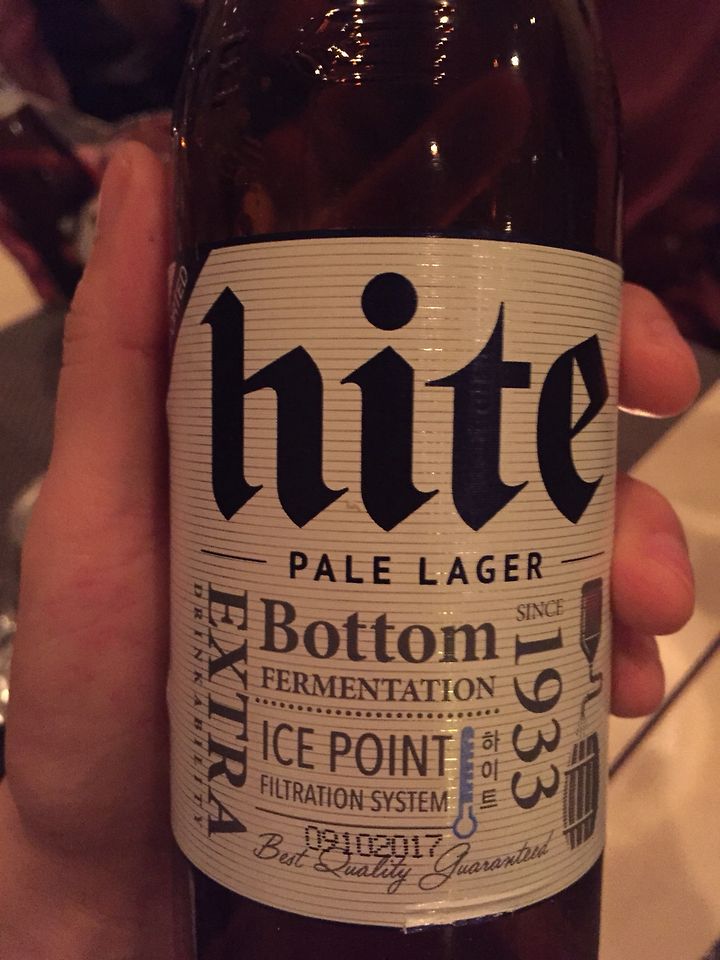 hite
PALE LAGER
EXTRA
DRINKABILITY
Bottom
FERMENTATION
ICE POINT
FILTRATION SYSTEM
하이트
SINCE
1933
09102017
Best Quality Guaranteed